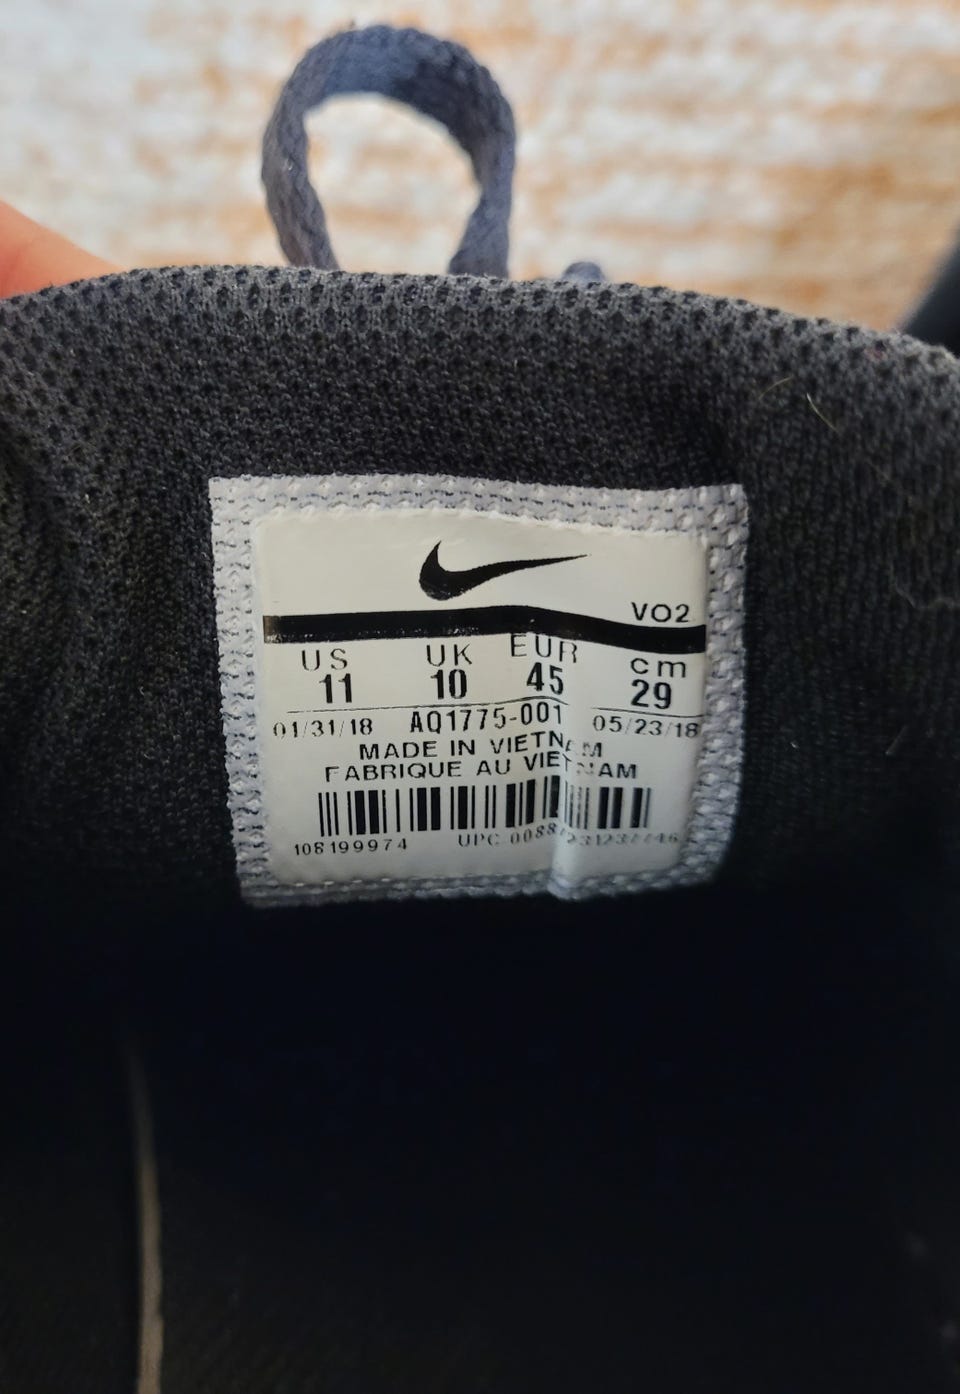 VO2
US UK EUR cm
11 10 45 29
01/31/18 AQ1775-001 05/23/18
MADE IN VIETNAM
FABRIQUE AU VIETNAM
108199974 UPC